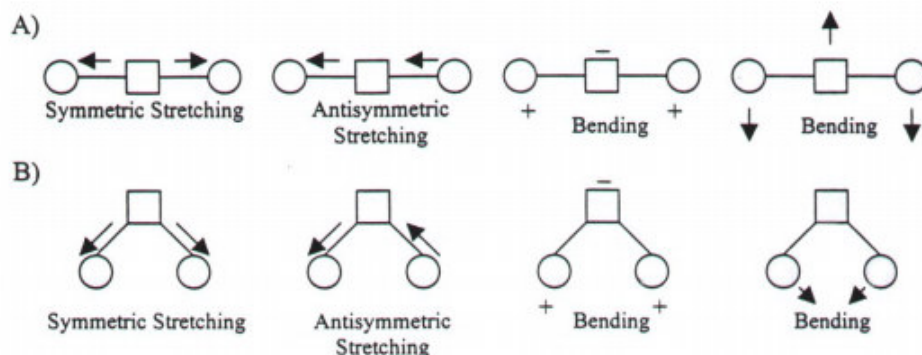 A)
− +  +
Symmetric Stretching Antisymmetric Stretching Bending Bending
B)
−
+ +
Symmetric Stretching Antisymmetric Stretching Bending Bending